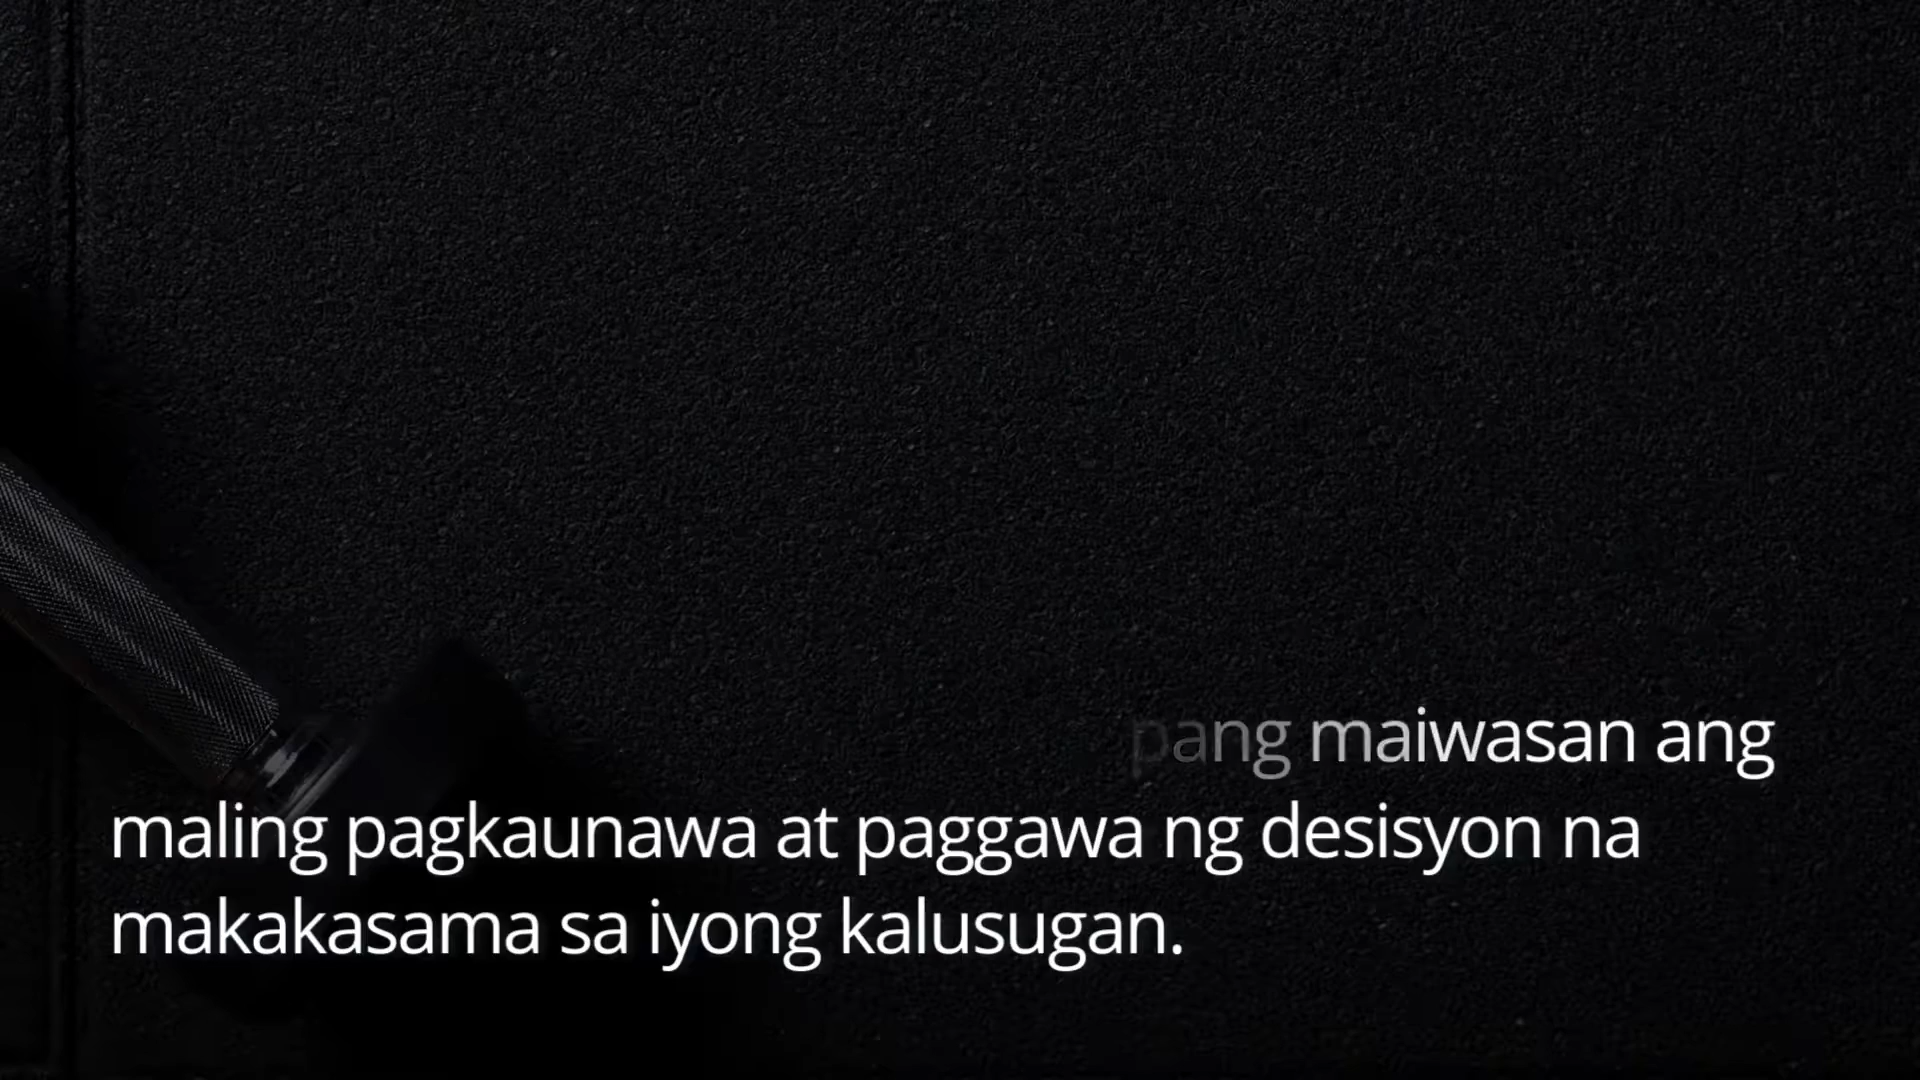 pang maiwasan ang
maling pagkaunawa at paggawa ng desisyon na
makakasama sa iyong kalusugan.